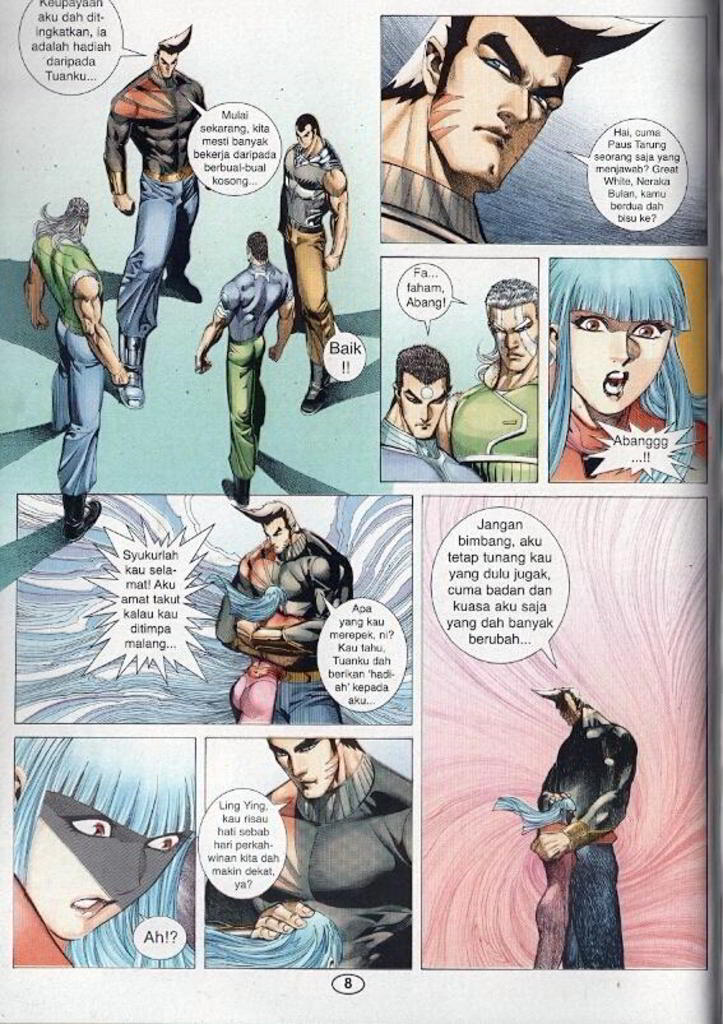 Keupayaan
aku dah dit-
ingkatkan, ia
adalah hadiah
daripada
Tuanku...
Mulai
sekarang, kita
mesti banyak
bekerja daripada
berbual-bual
kosong...
Baik
!!
Hai, cuma
Paus Tarung
seorang saja yang
menjawab? Great
White, Neraka
Bulan, kamu
berdua dah
bisu ke?
Fa...
faham,
Abang!
Abanggg
...!!
Syukurlah
kau sela-
mat! Aku
amat takut
kalau kau
ditimpa
malang...
Apa
yang kau
merepek, ni?
Kau tahu,
Tuanku dah
berikan 'hadi-
ah' kepada
aku...
Jangan
bimbang, aku
tetap tunang kau
yang dulu jugak,
cuma badan dan
kuasa aku saja
yang dah banyak
berubah...
Ah!?
Ling Ying,
kau risau
hati sebab
hari perkah-
winan kita dah
makin dekat,
ya?
8